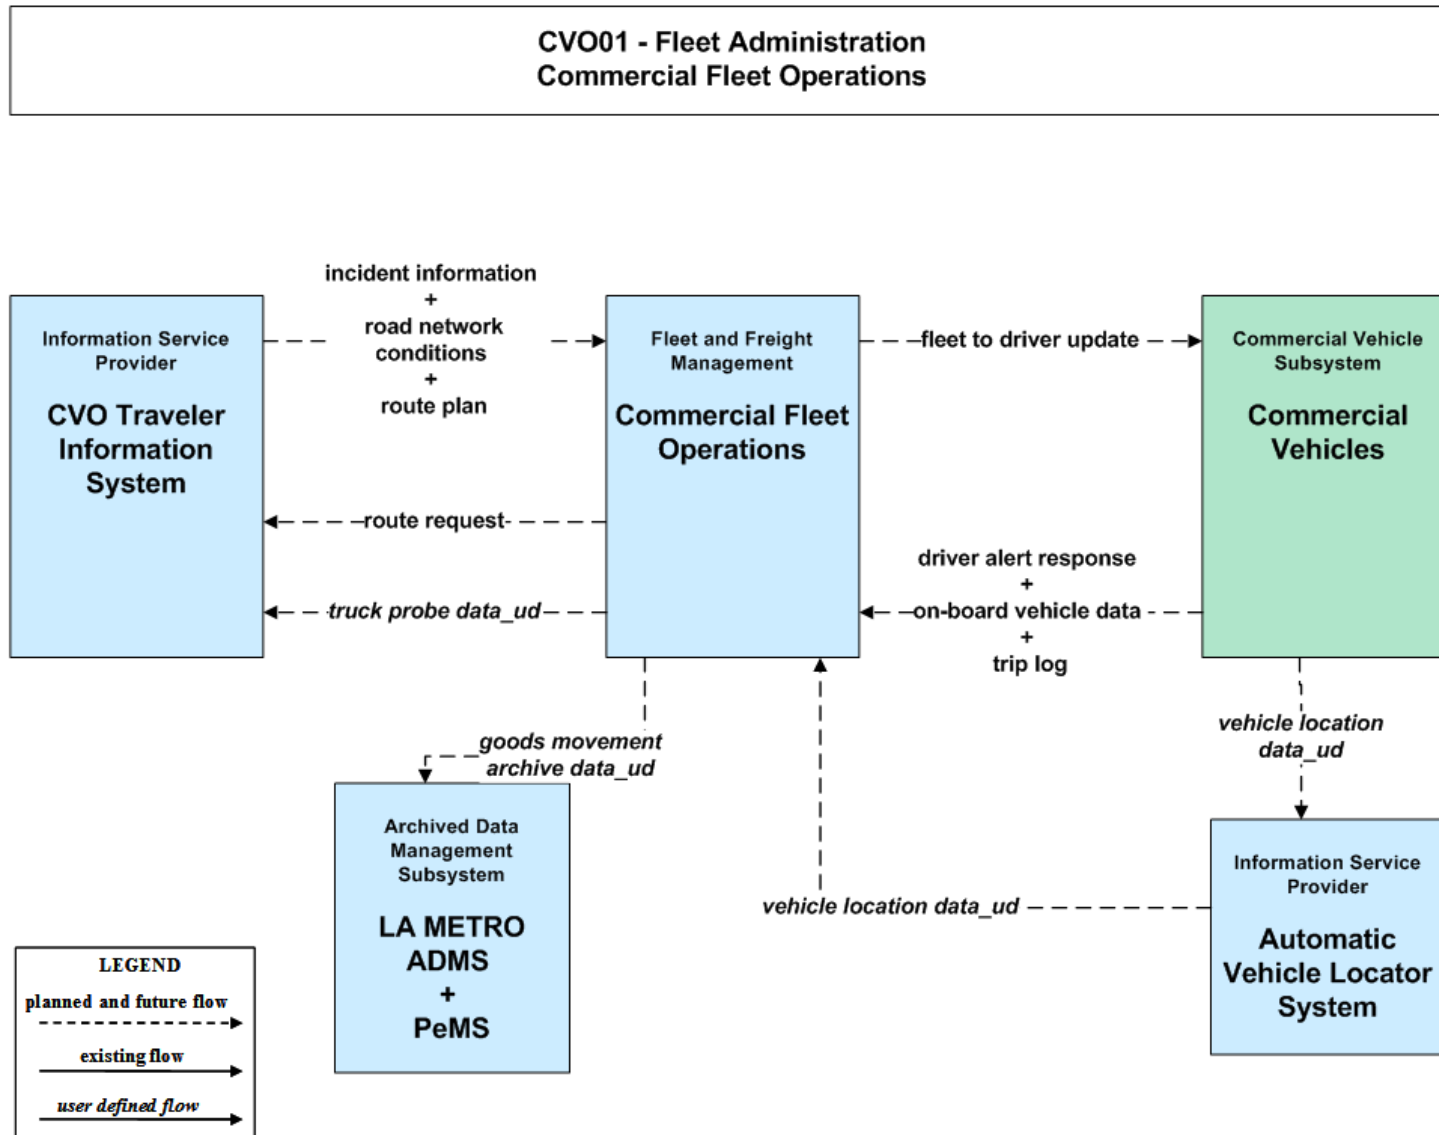 CVO01 - Fleet Administration
Commercial Fleet Operations
incident information
+
road network
conditions
+
route plan
Information Service
Provider
CVO Traveler
Information
System
Fleet and Freight
Management
Commercial Fleet
Operations
fleet to driver update
Commercial Vehicle
Subsystem
Commercial
Vehicles
route request
truck probe data_ud
driver alert response
+
on-board vehicle data
+
trip log
goods movement
archive data_ud
vehicle location
data_ud
Archived Data
Management
Subsystem
LA METRO
ADMS
+
PeMS
vehicle location data_ud
Information Service
Provider
Automatic
Vehicle Locator
System
LEGEND
planned and future flow
existing flow
user defined flow